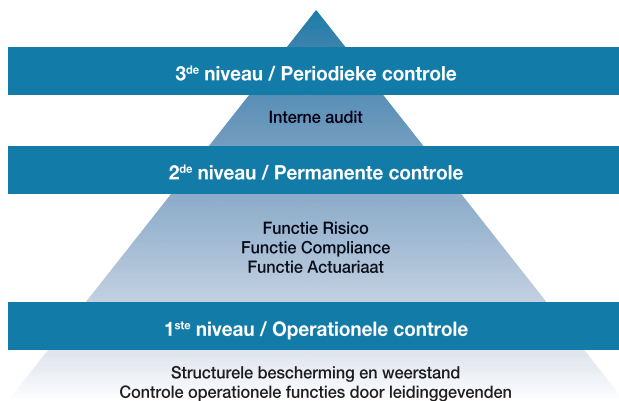 3de niveau / Periodieke controle
Interne audit
2de niveau / Permanente controle
Functie Risico
Functie Compliance
Functie Actuariaat
1ste niveau / Operationele controle
Structurele bescherming en weerstand
Controle operationele functies door leidinggevenden